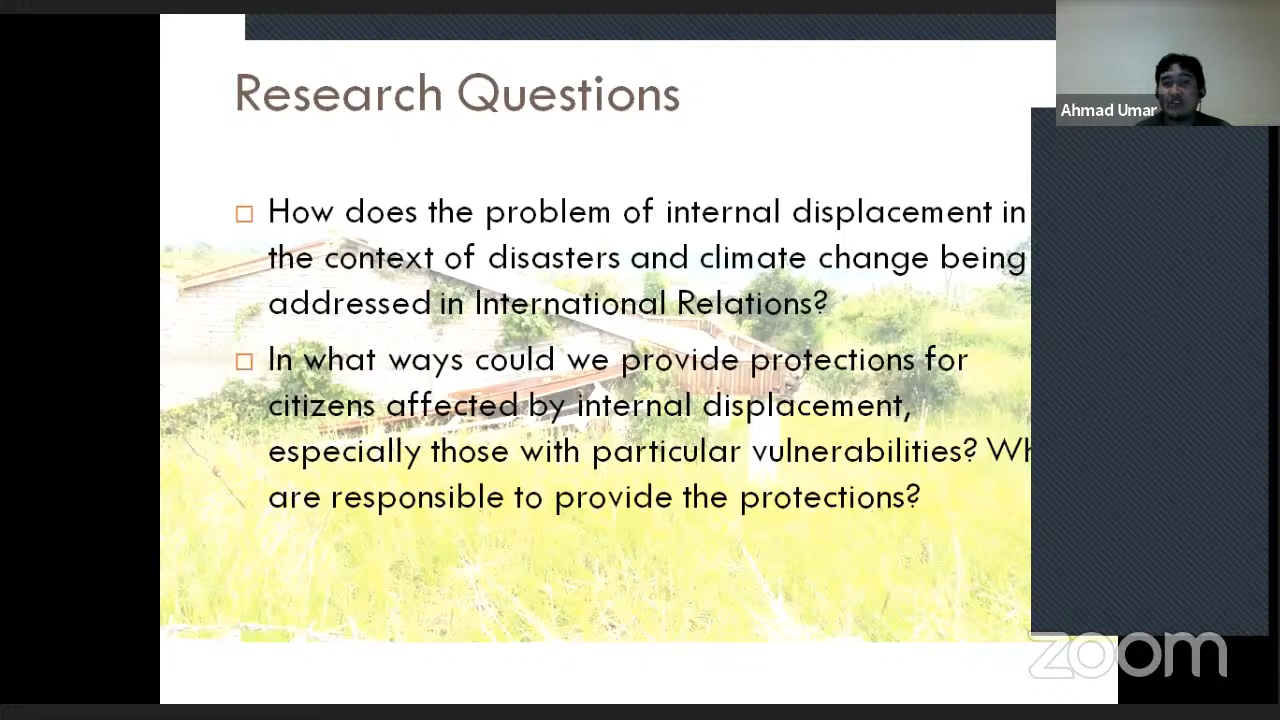 Research Questions
Ahmad Umar
How does the problem of internal displacement in
the context of disasters and climate change being
addressed in International Relations?
In what ways could we provide protections for
citizens affected by internal displacement,
especially those with particular vulnerabilities?
are responsible to provide the protections?
zoom